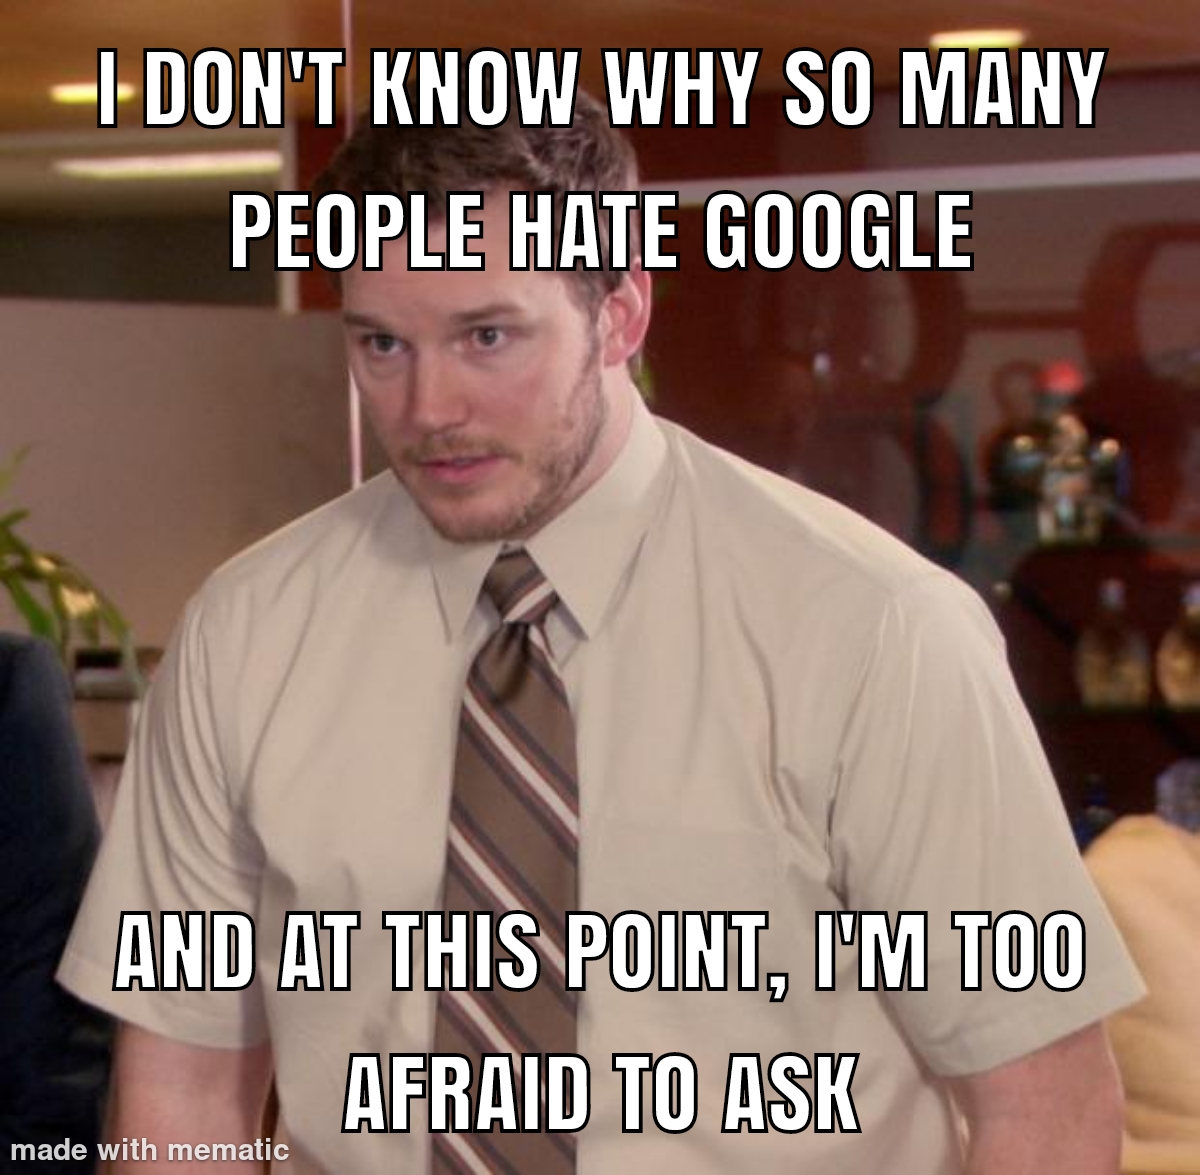 I DON'T KNOW WHY SO MANY
PEOPLE HATE GOOGLE
AND AT THIS POINT, I'M TOO
AFRAID TO ASK
made with mematic